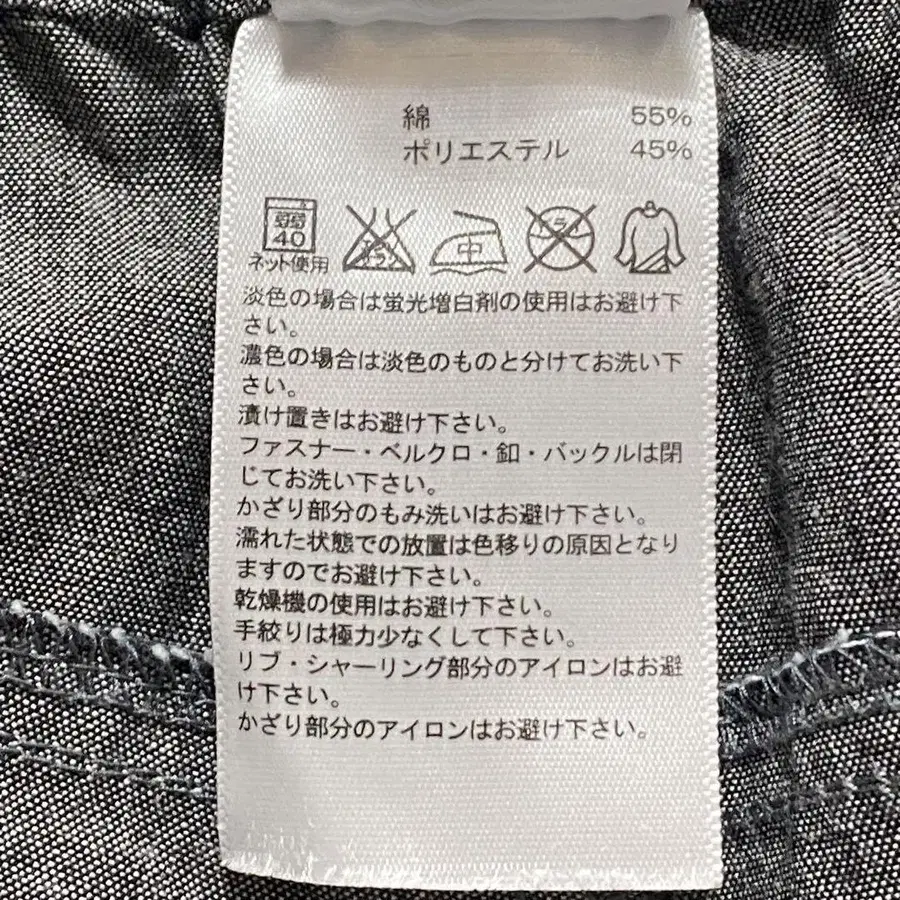 綿 55%
ポリエステル 45%
弱 40 エンソ サラシ 中 ドライ
ネット使用
淡色の場合は蛍光増白剤の使用はお避け下
さい。
濃色の場合は淡色のものと分けてお洗い下
さい。
漬け置きはお避け下さい。
ファスナー・ベルクロ・釦・バックルは閉
じてお洗い下さい。
かざり部分のもみ洗いはお避け下さい。
濡れた状態での放置は色移りの原因となり
ますのでお避け下さい。
乾燥機の使用はお避け下さい。
手絞りは極力少なくして下さい。
リブ・シャーリング部分のアイロンはお避
け下さい。
かざり部分のアイロンはお避け下さい。